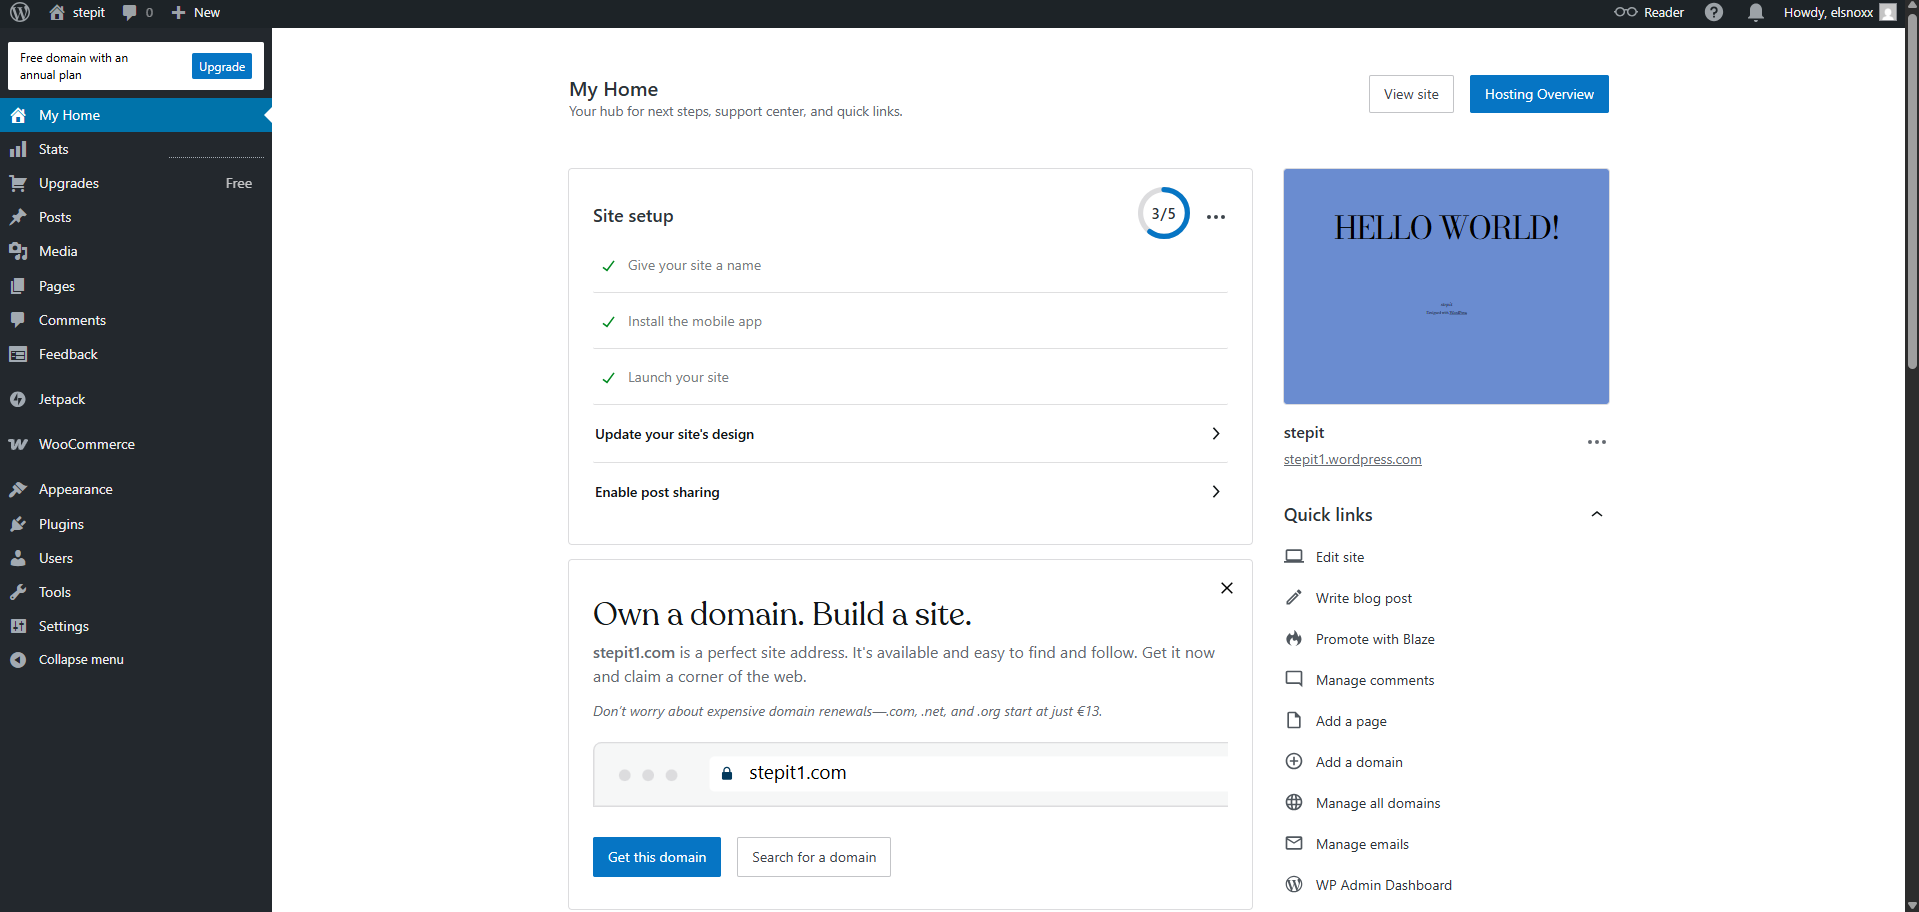 stepit
0
New
Reader
Howdy, elsnoxx
Free domain with an
annual plan
Upgrade
My Home
Stats
Upgrades
Free
Posts
Media
Pages
Comments
Feedback
Jetpack
WooCommerce
Appearance
Plugins
Users
Tools
Settings
Collapse menu
My Home
Your hub for next steps, support center, and quick links.
View site
Hosting Overview
Site setup
3/5
Give your site a name
Install the mobile app
Launch your site
Update your site's design
Enable post sharing
Own a domain. Build a site.
stepit1.com is a perfect site address. It's available and easy to find and follow. Get it now
and claim a corner of the web.
Don't worry about expensive domain renewals—.com, .net, and .org start at just €13.
stepit1.com
Get this domain
Search for a domain
HELLO WORLD!
stepit
Designed with WordPress
stepit
stepit1.wordpress.com
Quick links
Edit site
Write blog post
Promote with Blaze
Manage comments
Add a page
Add a domain
Manage all domains
Manage emails
WP Admin Dashboard